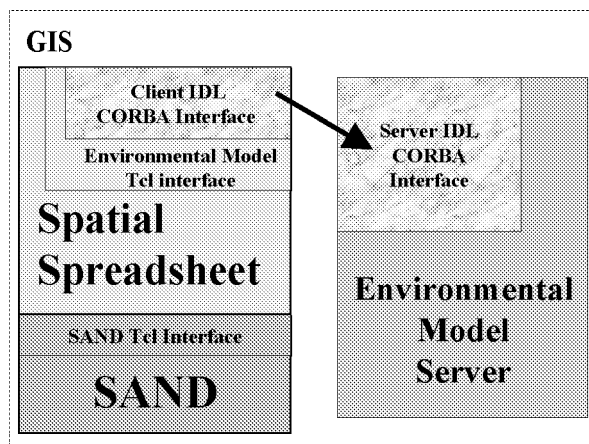 GIS
Client IDL
CORBA Interface
Environmental Model
Tcl interface
Spatial
Spreadsheet
SAND Tcl Interface
SAND
Server IDL
CORBA
Interface
Environmental
Model
Server